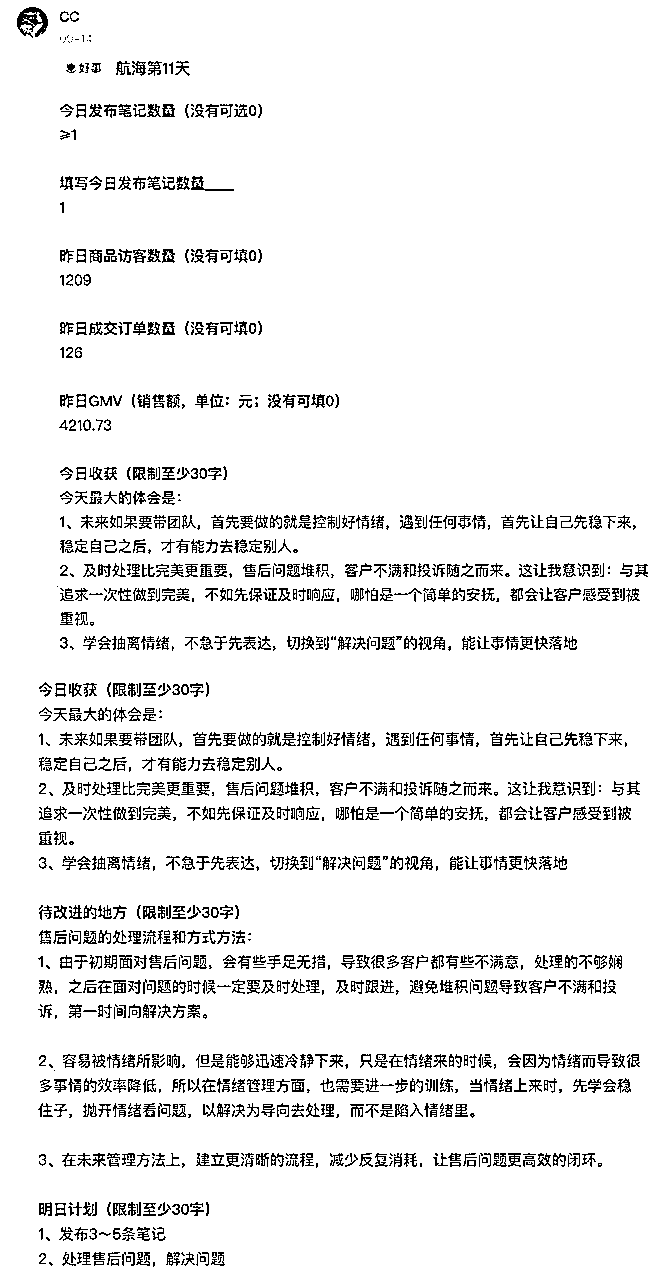 CC
航海第11天
今日发布笔记数量（没有可选0）
≥1
填写今日发布笔记数量____
1
昨日商品访客数量（没有可填0）
1209
昨日成交订单数量（没有可填0）
126
昨日GMV（销售额，单位：元；没有可填0）
4210.73
今日收获（限制至少30字）
今天最大的体会是：
1、未来如果要带团队，首先要做的就是控制好情绪，遇到任何事情，首先让自己先稳下来，
稳定自己之后，才有能力去稳定别人。
2、及时处理比完美更重要，售后问题堆积，客户不满和投诉随之而来。这让我意识到：与其
追求一次性做到完美，不如先保证及时响应，哪怕是一个简单的安抚，都会让客户感受到被
重视。
3、学会抽离情绪，不急于先表达，切换到“解决问题”的视角，能让事情更快落地
今日收获（限制至少30字）
今天最大的体会是：
1、未来如果要带团队，首先要做的就是控制好情绪，遇到任何事情，首先让自己先稳下来，
稳定自己之后，才有能力去稳定别人。
2、及时处理比完美更重要，售后问题堆积，客户不满和投诉随之而来。这让我意识到：与其
追求一次性做到完美，不如先保证及时响应，哪怕是一个简单的安抚，都会让客户感受到被
重视。
3、学会抽离情绪，不急于先表达，切换到“解决问题”的视角，能让事情更快落地
待改进的地方（限制至少30字）
售后问题的处理流程和方式方法：
1、由于初期面对售后问题，会有些手足无措，导致很多客户都有些不满意，处理的不够娴
熟，之后在面对问题的时候一定要及时处理，及时跟进，避免堆积问题导致客户不满和投
诉，第一时间向解决方案。
2、容易被情绪所影响，但是能够迅速冷静下来，只是在情绪来的时候，会因为情绪而导致很
多事情的效率降低，所以在情绪管理方面，也需要进一步的训练，当情绪上来时，先学会稳
住子，抛开情绪看问题，以解决为导向去处理，而不是陷入情绪里。
3、在未来管理方法上，建立更清晰的流程，减少反复消耗，让售后问题更高效的闭环。
明日计划（限制至少30字）
1、发布3～5条笔记
2、处理售后问题，解决问题